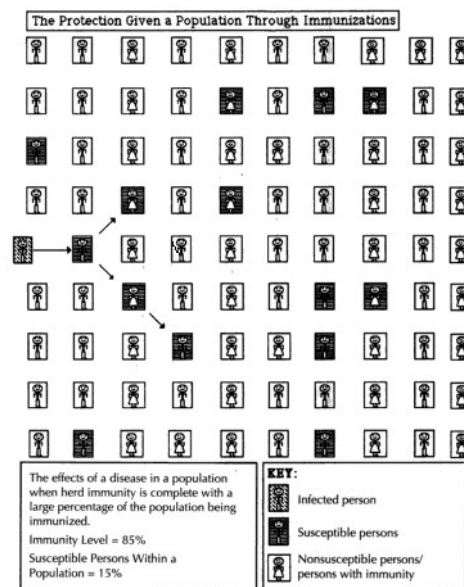 The Protection Given a Population Through Immunizations
The effects of a disease in a population
when herd immunity is complete with a
large percentage of the population being
immunized.
Immunity Level = 85%
Susceptible Persons Within a
Population = 15%
KEY:
Infected person
Susceptible persons
Nonsusceptible persons/
persons with immunity